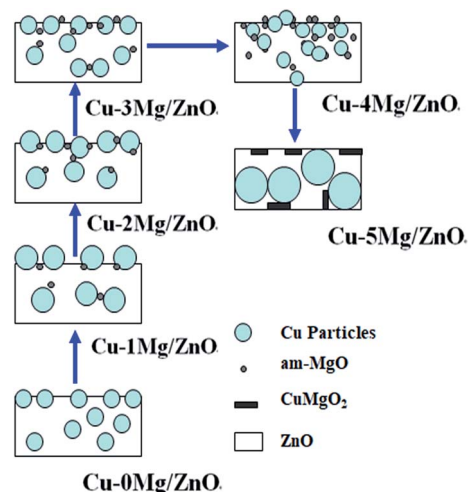 Cu-3Mg/ZnO
Cu-4Mg/ZnO
Cu-2Mg/ZnO
Cu-5Mg/ZnO
Cu-1Mg/ZnO
Cu Particles
am-MgO
CuMgO₂
ZnO
Cu-0Mg/ZnO